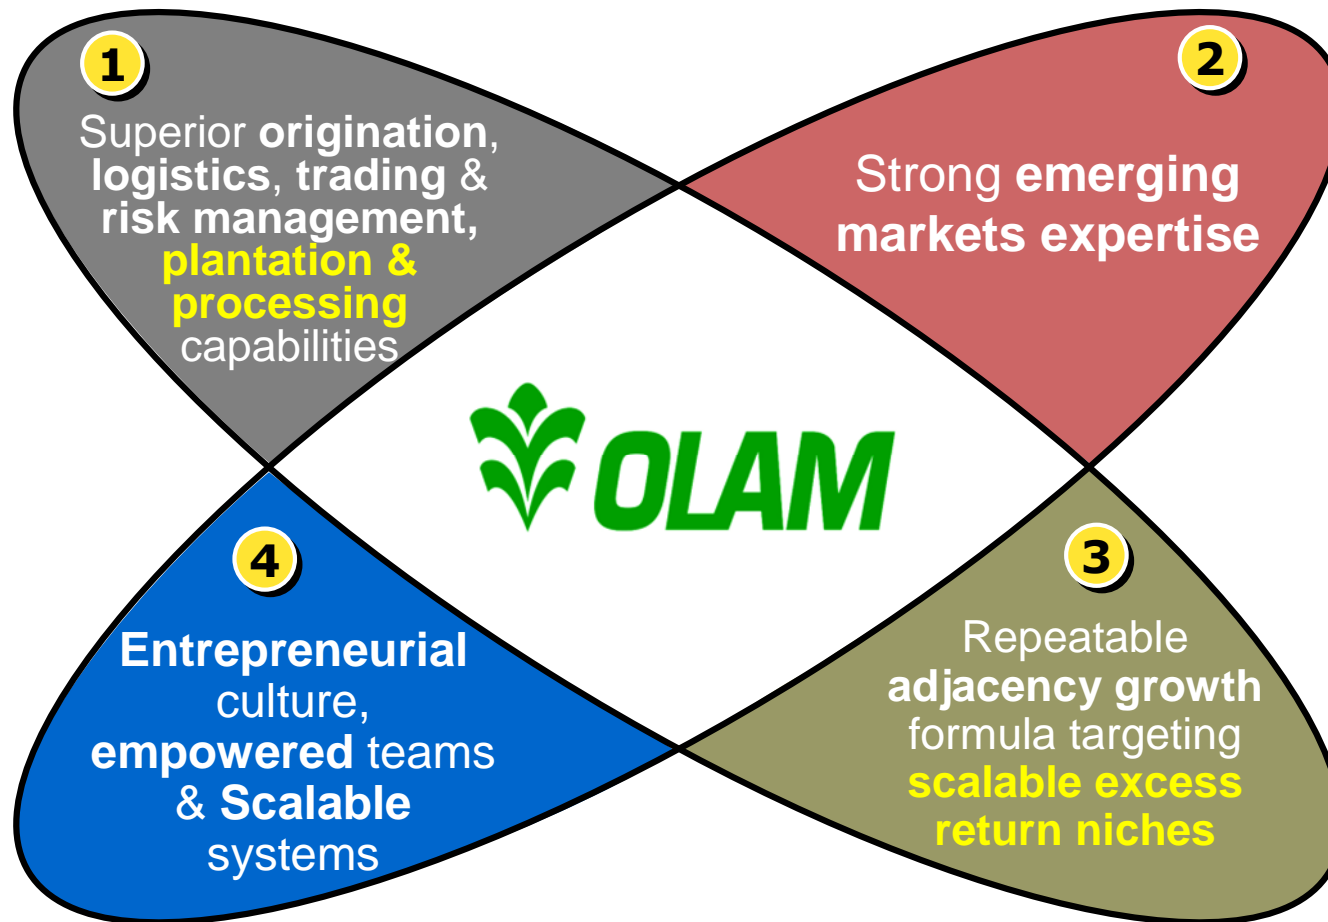 1
Superior origination,
logistics, trading &
risk management,
plantation &
processing
capabilities
2
Strong emerging
markets expertise
OLAM
4
Entrepreneurial
culture,
empowered teams
& Scalable
systems
3
Repeatable
adjacency growth
formula targeting
scalable excess
return niches